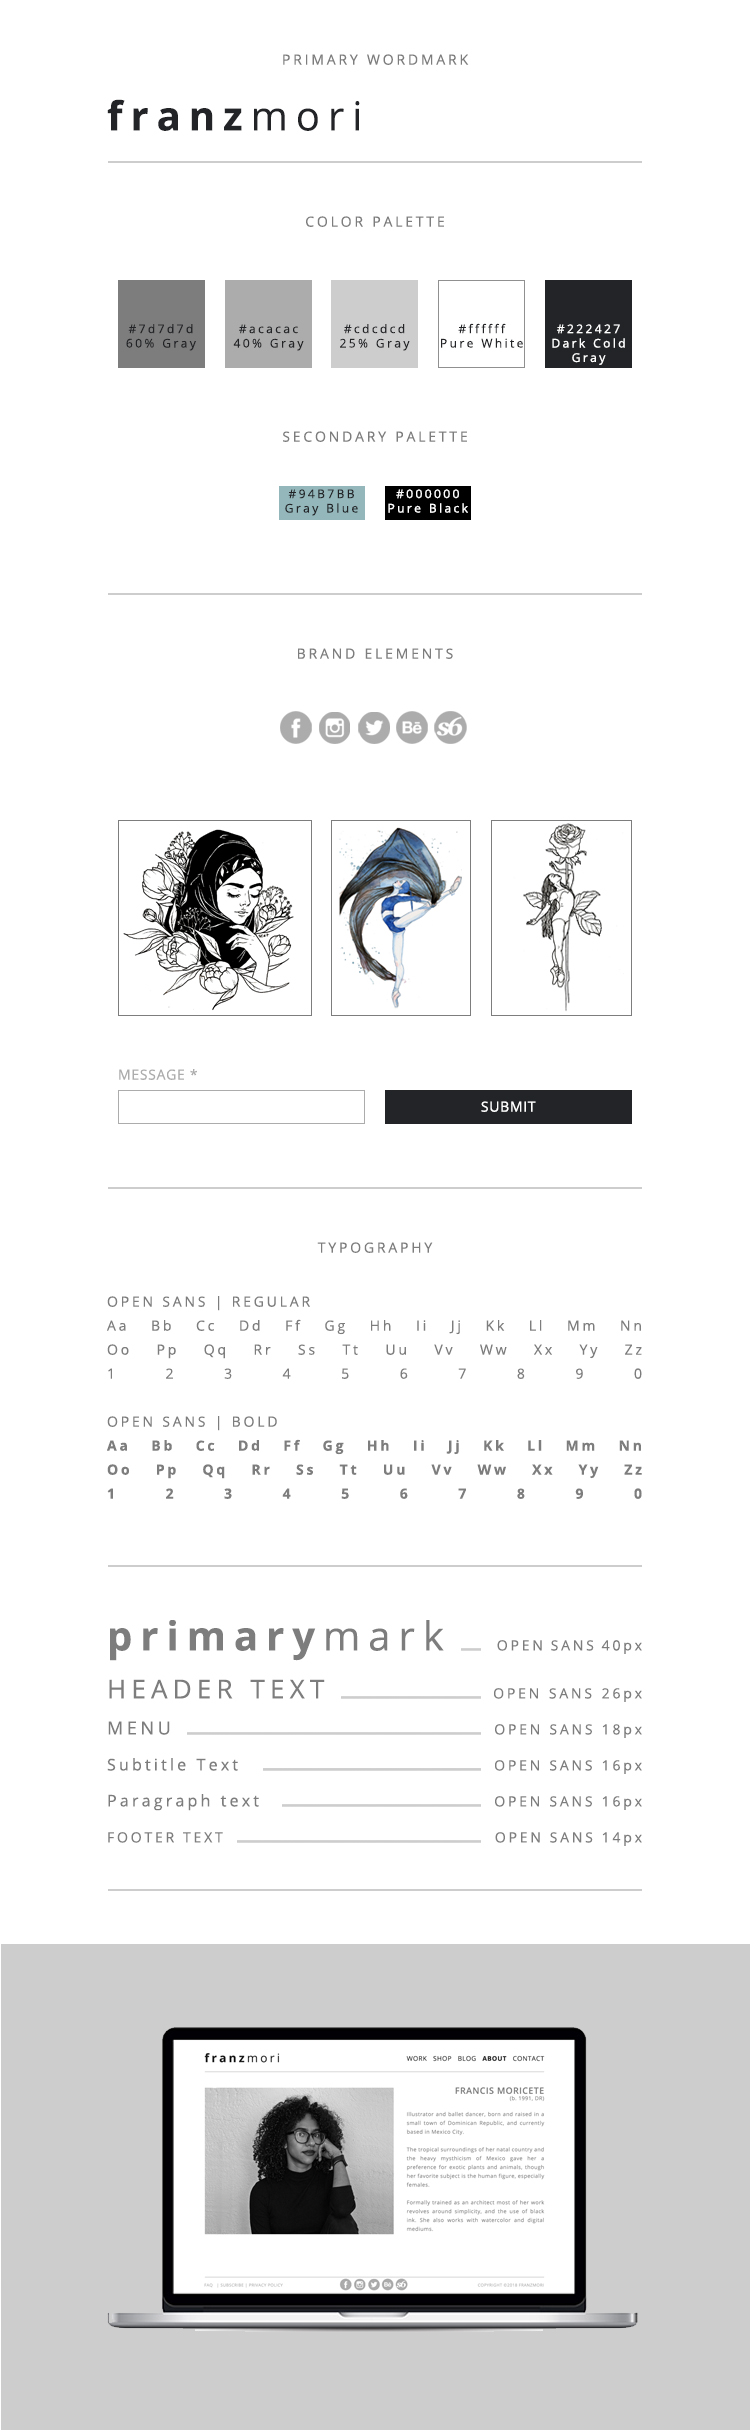 PRIMARY WORDMARK
franzmori
COLOR PALETTE
#7d7d7d
60% Gray
#acacac
40% Gray
#cdcdcd
25% Gray
#ffffff
Pure White
#222427
Dark Cold
Gray
SECONDARY PALETTE
#94B7BB
Gray Blue
#000000
Pure Black
BRAND ELEMENTS
f
Bē
s6
MESSAGE *
SUBMIT
TYPOGRAPHY
OPEN SANS | REGULAR
Aa Bb Cc Dd Ff Gg Hh Ii Jj Kk Ll Mm Nn
Oo Pp Qq Rr Ss Tt Uu Vv Ww Xx Yy Zz
1 2 3 4 5 6 7 8 9 0
OPEN SANS | BOLD
Aa Bb Cc Dd Ff Gg Hh Ii Jj Kk Ll Mm Nn
Oo Pp Qq Rr Ss Tt Uu Vv Ww Xx Yy Zz
1 2 3 4 5 6 7 8 9 0
primarymark OPEN SANS 40px
HEADER TEXT OPEN SANS 26px
MENU OPEN SANS 18px
Subtitle Text OPEN SANS 16px
Paragraph text OPEN SANS 16px
FOOTER TEXT OPEN SANS 14px
franzmori
WORK SHOP BLOG ABOUT CONTACT
FRANCIS MORICETE
(b. 1991, DR)
Illustrator and ballet dancer, born and raised in a
small town of Dominican Republic, and currently
based in Mexico City.
The tropical surroundings of her natal country and
the heavy mysthicism of Mexico gave her a
preference for exotic plants and animals, though
her favorite subject is the human figure, especially
females.
Formally trained as an architect most of her work
revolves around simplicity, and the use of black
ink. She also works with watercolor and digital
mediums.
FAQ | SUBSCRIBE | PRIVACY POLICY
f
Bē
s6
COPYRIGHT ©2018 FRANZMORI